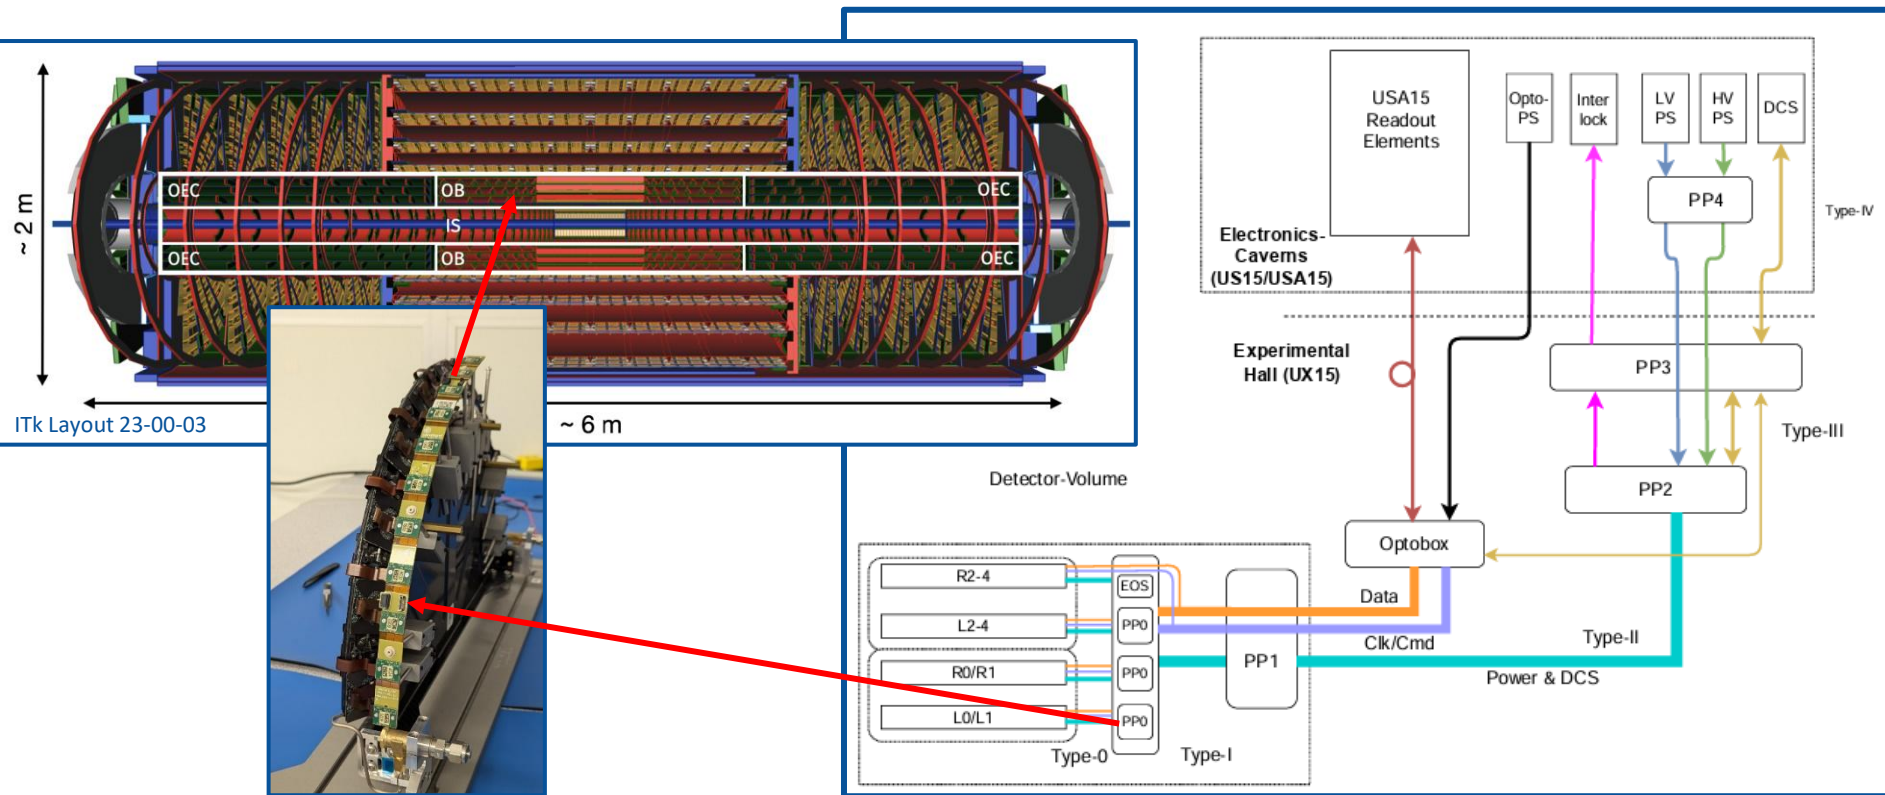 ~ 2 m
OEC
OB
OEC
IS
OEC
OB
OEC
~ 6 m
ITk Layout 23-00-03
USA15
Readout
Elements
Opto-
PS
Inter
lock
LV
PS
HV
PS
DCS
PP4
Type-IV
Electronics-
Caverns
(US15/USA15)
Experimental
Hall (UX15)
PP3
Type-III
PP2
Detector-Volume
Optobox
R2-4
EOS
Data
L2-4
PP0
Clk/Cmd
Type-II
R0/R1
PP0
PP1
Power & DCS
L0/L1
PP0
Type-0
Type-I